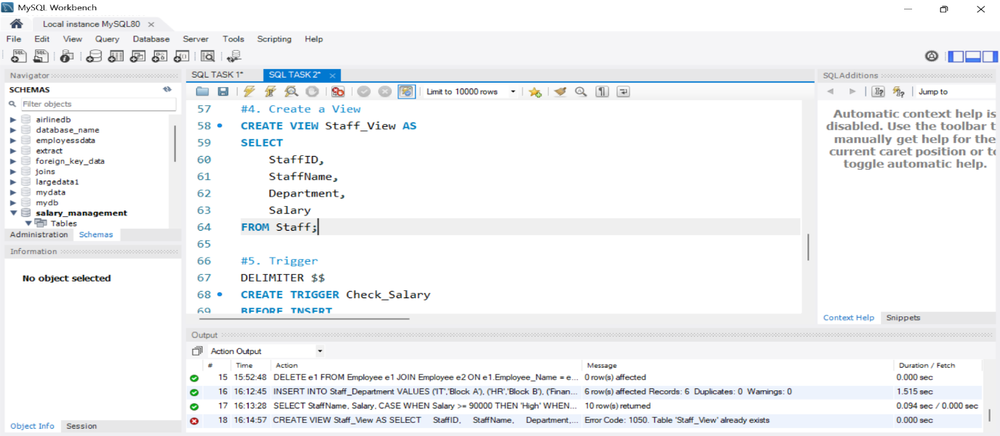 MySQL Workbench
Local instance MySQL80
File Edit View Query Database Server Tools Scripting Help
Navigator
SCHEMAS
Filter objects
airlinedb
database_name
employessdata
extract
foreign_key_data
joins
largedata1
mydata
mydb
salary_management
Tables
Administration Schemas
Information
No object selected
Object Info Session
SQL TASK 1* SQL TASK 2*
Limit to 10000 rows
57 #4. Create a View
58 CREATE VIEW Staff_View AS
59 SELECT
60 StaffID,
61 StaffName,
62 Department,
63 Salary
64 FROM Staff;
65
66 #5. Trigger
67 DELIMITER $$
68 CREATE TRIGGER Check_Salary
69 BEFORE INSERT
SQLAdditions
Jump to
Automatic context help is
disabled. Use the toolbar t
manually get help for the
current caret position or to
toggle automatic help.
Context Help Snippets
Output
Action Output
# Time Action Message Duration / Fetch
15 15:52:48 DELETE e1 FROM Employee e1 JOIN Employee e2 ON e1.Employee_Name = e... 0 row(s) affected 0.000 sec
16 16:12:45 INSERT INTO Staff_Department VALUES ('IT','Block A'), ('HR','Block B'), ('Finan... 6 row(s) affected Records: 6 Duplicates: 0 Warnings: 0 1.515 sec
17 16:13:28 SELECT StaffName, Salary, CASE WHEN Salary >= 90000 THEN 'High' WHEN... 10 row(s) returned 0.094 sec / 0.000 sec
18 16:14:57 CREATE VIEW Staff_View AS SELECT StaffID, StaffName, Department,... Error Code: 1050. Table 'Staff_View' already exists 0.000 sec